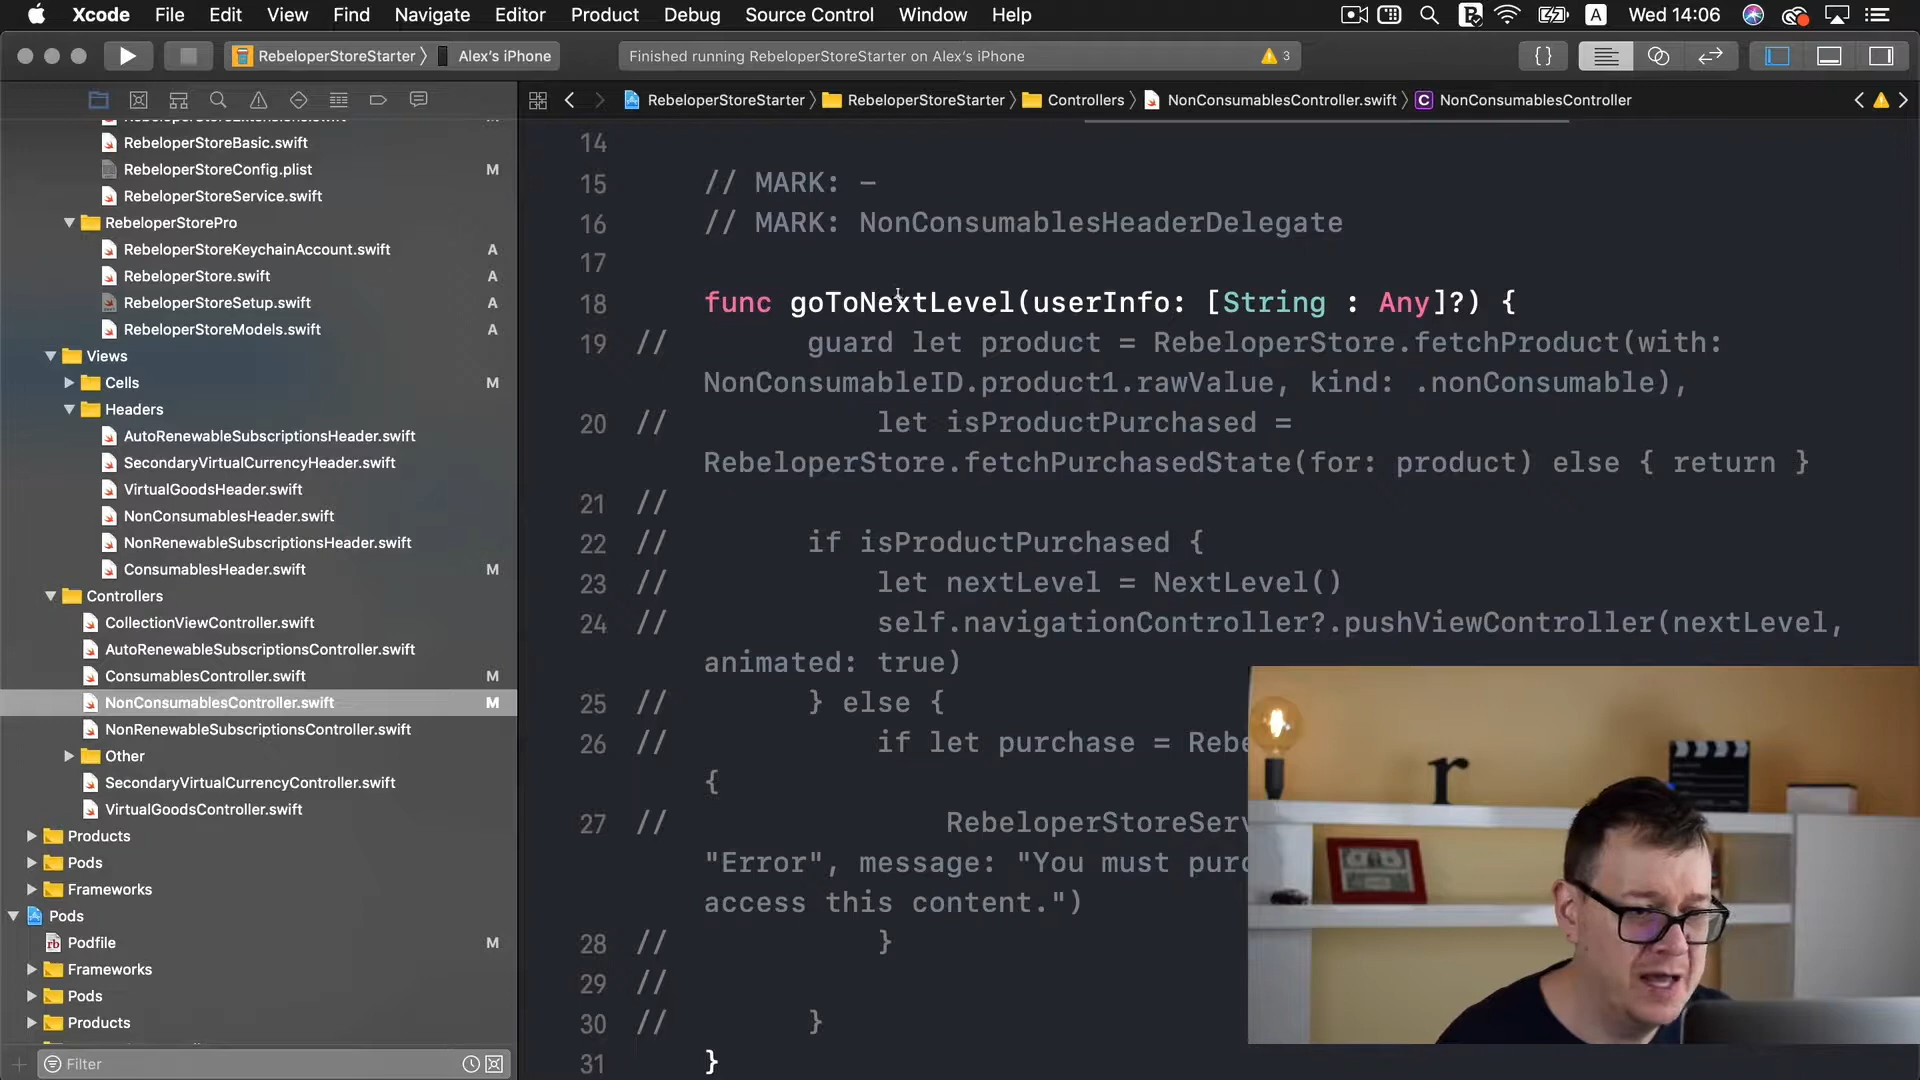 Xcode File Edit View Find Navigate Editor Product Debug Source Control Window Help A Wed 14:06
RebeloperStoreStarter Alex's iPhone Finished running RebeloperStoreStarter on Alex's iPhone 3 {}
RebeloperStoreStarter RebeloperStoreStarter Controllers NonConsumablesController.swift C NonConsumablesController
RebeloperStoreExtensions.swift M
RebeloperStoreBasic.swift
RebeloperStoreConfig.plist M
RebeloperStoreService.swift
RebeloperStorePro
RebeloperStoreKeychainAccount.swift A
RebeloperStore.swift A
RebeloperStoreSetup.swift A
RebeloperStoreModels.swift A
Views
Cells M
Headers
AutoRenewableSubscriptionsHeader.swift
SecondaryVirtualCurrencyHeader.swift
VirtualGoodsHeader.swift
NonConsumablesHeader.swift
NonRenewableSubscriptionsHeader.swift
ConsumablesHeader.swift M
Controllers
CollectionViewController.swift
AutoRenewableSubscriptionsController.swift
ConsumablesController.swift M
NonConsumablesController.swift M
NonRenewableSubscriptionsController.swift
Other
SecondaryVirtualCurrencyController.swift
VirtualGoodsController.swift
Products
Pods
Frameworks
Pods
Podfile M
Frameworks
Pods
Products
Filter
14
15 // MARK: -
16 // MARK: NonConsumablesHeaderDelegate
17
18 func goToNextLevel(userInfo: [String : Any]?) {
19 // guard let product = RebeloperStore.fetchProduct(with:
NonConsumableID.product1.rawValue, kind: .nonConsumable),
20 // let isProductPurchased =
RebeloperStore.fetchPurchasedState(for: product) else { return }
21 //
22 // if isProductPurchased {
23 // let nextLevel = NextLevel()
24 // self.navigationController?.pushViewController(nextLevel,
animated: true)
25 // } else {
26 // if let purchase = Rebe
{
27 // RebeloperStoreServ
"Error", message: "You must purc
access this content.")
28 // }
29 //
30 // }
31 }
r